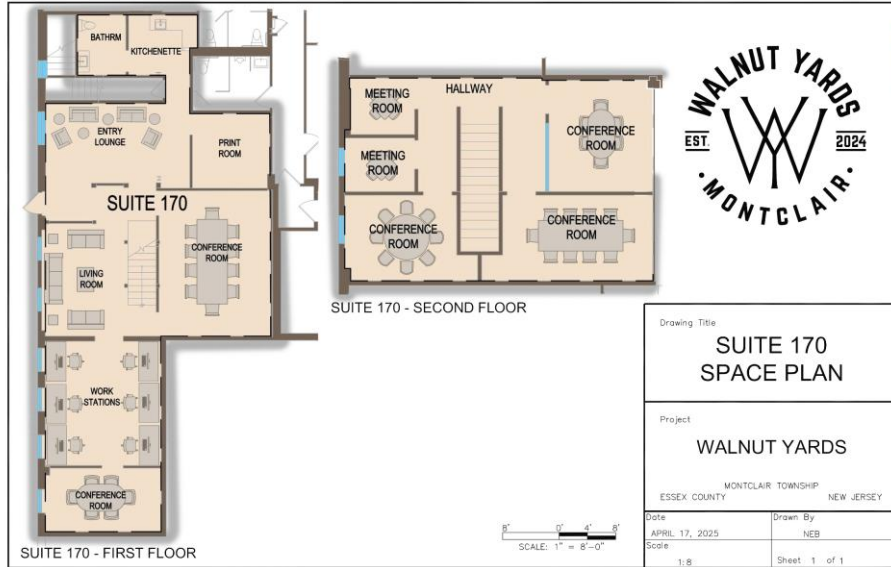 BATHRM
KITCHENETTE
ENTRY
LOUNGE
PRINT
ROOM
SUITE 170
CONFERENCE
ROOM
LIVING
ROOM
WORK
STATIONS
CONFERENCE
ROOM
SUITE 170 - FIRST FLOOR
MEETING
ROOM
HALLWAY
CONFERENCE
ROOM
MEETING
ROOM
CONFERENCE
ROOM
CONFERENCE
ROOM
SUITE 170 - SECOND FLOOR
WALNUT YARDS
EST. 2024
WY
• MONTCLAIR •
8' 0' 4' 8'
SCALE: 1" = 8'-0"
Drawing Title
SUITE 170
SPACE PLAN
Project
WALNUT YARDS
MONTCLAIR TOWNSHIP
ESSEX COUNTY NEW JERSEY
Date Drawn By
APRIL 17, 2025 NEB
Scale
1:8 Sheet 1 of 1